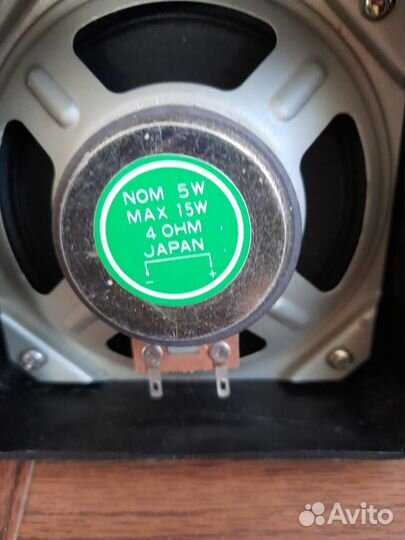 NOM 5W
MAX 15W
4 OHM
JAPAN
- +
Avito